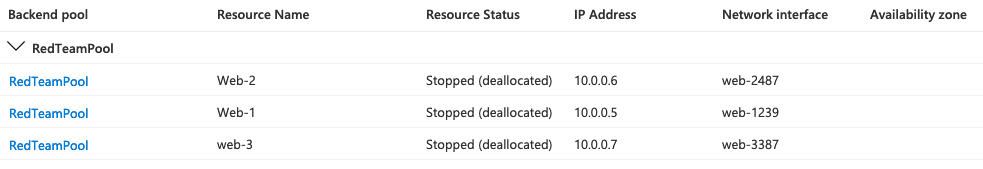 Backend pool Resource Name Resource Status IP Address Network interface Availability zone
RedTeamPool
RedTeamPool Web-2 Stopped (deallocated) 10.0.0.6 web-2487
RedTeamPool Web-1 Stopped (deallocated) 10.0.0.5 web-1239
RedTeamPool web-3 Stopped (deallocated) 10.0.0.7 web-3387